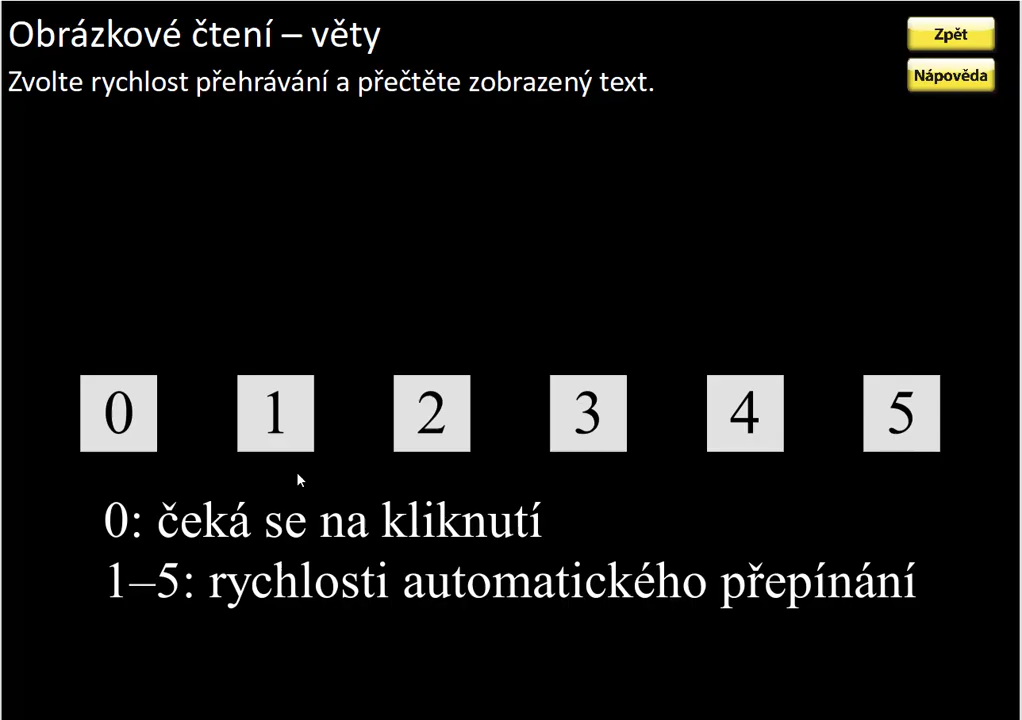 Obrázkové čtení – věty
Zpět
Zvolte rychlost přehrávání a přečtěte zobrazený text.
Nápověda
0 1 2 3 4 5
0: čeká se na kliknutí
1–5: rychlosti automatického přepínání